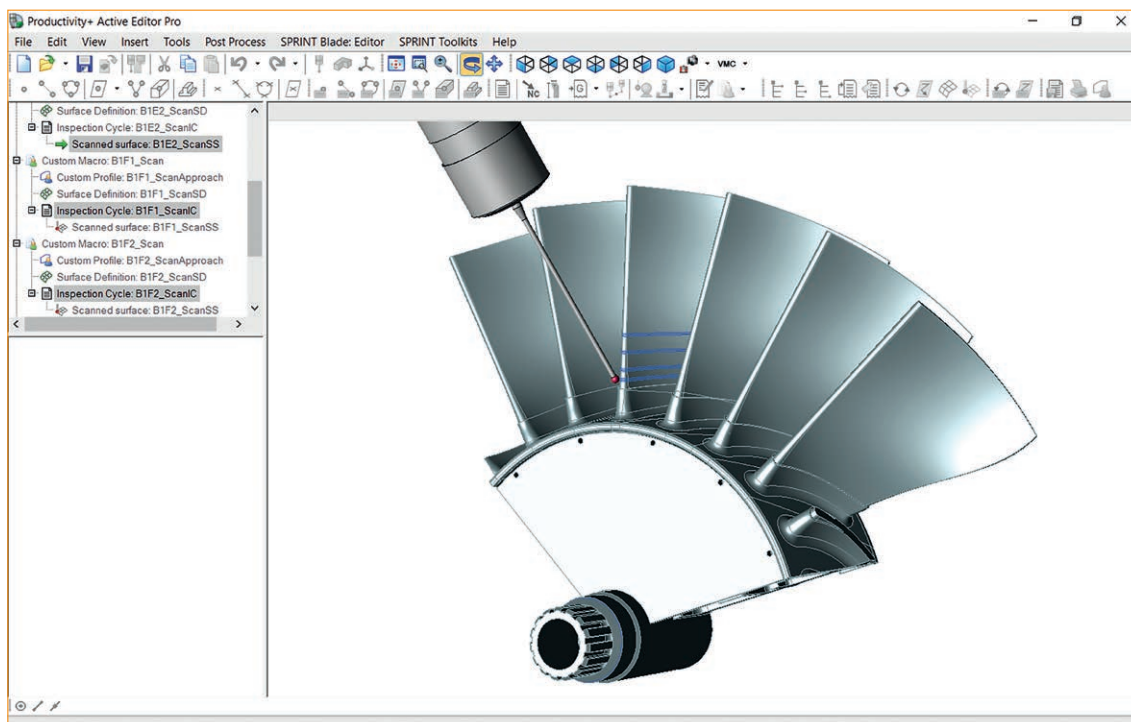 Productivity+ Active Editor Pro
File Edit View Insert Tools Post Process SPRINT Blade: Editor SPRINT Toolkits Help
VMC
NC
G
Surface Definition: B1E2_ScanSD
Inspection Cycle: B1E2_ScanIC
Scanned surface: B1E2_ScanSS
Custom Macro: B1F1_Scan
Custom Profile: B1F1_ScanApproach
Surface Definition: B1F1_ScanSD
Inspection Cycle: B1F1_ScanIC
Scanned surface: B1F1_ScanSS
Custom Macro: B1F2_Scan
Custom Profile: B1F2_ScanApproach
Surface Definition: B1F2_ScanSD
Inspection Cycle: B1F2_ScanIC
Scanned surface: B1F2_ScanSS